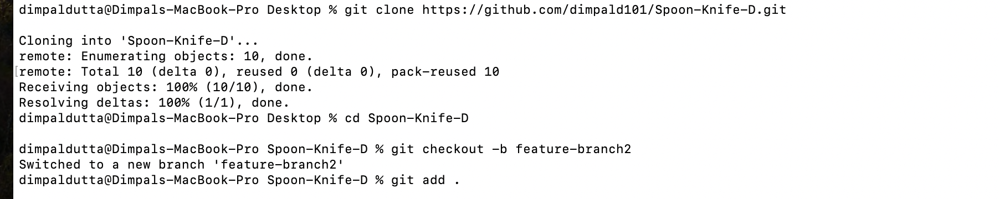 dimpaldutta@Dimpals-MacBook-Pro Desktop % git clone https://github.com/dimpald101/Spoon-Knife-D.git
Cloning into 'Spoon-Knife-D'...
remote: Enumerating objects: 10, done.
[remote: Total 10 (delta 0), reused 0 (delta 0), pack-reused 10
Receiving objects: 100% (10/10), done.
Resolving deltas: 100% (1/1), done.
dimpaldutta@Dimpals-MacBook-Pro Desktop % cd Spoon-Knife-D
dimpaldutta@Dimpals-MacBook-Pro Spoon-Knife-D % git checkout -b feature-branch2
Switched to a new branch 'feature-branch2'
dimpaldutta@Dimpals-MacBook-Pro Spoon-Knife-D % git add .